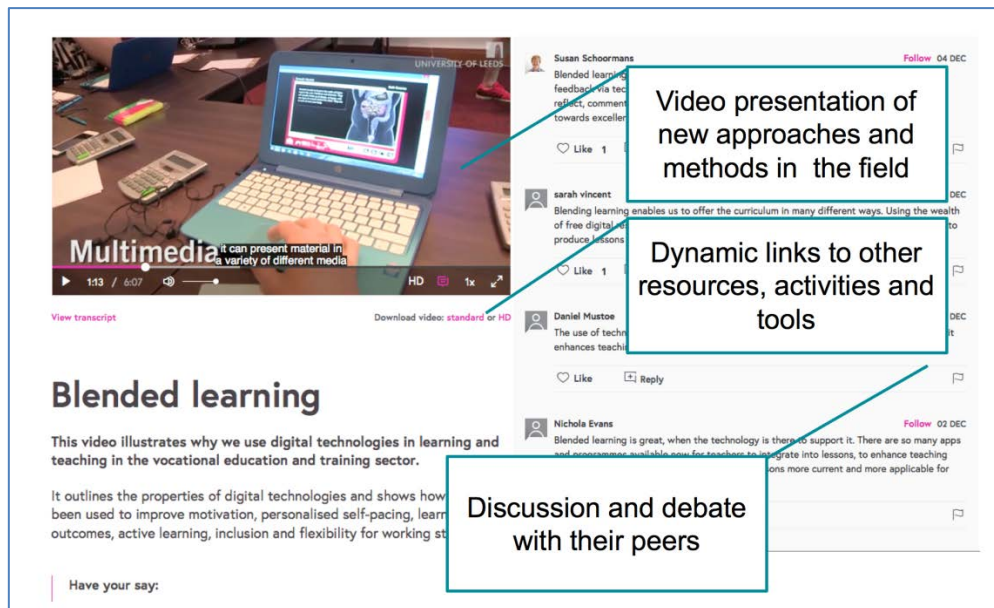 UNIVERSITY OF LEEDS
Multimedia
it can present material in
a variety of different media
1:13 / 6:07
HD
1x
View transcript
Download video: standard or HD
Blended learning
This video illustrates why we use digital technologies in learning and
teaching in the vocational education and training sector.
It outlines the properties of digital technologies and shows how
been used to improve motivation, personalised self-pacing, learn
outcomes, active learning, inclusion and flexibility for working st
Have your say:
Susan Schoormans
Follow 04 DEC
Blended learning
feedback via tec
reflect, comment
towards excellen
Like 1
Video presentation of
new approaches and
methods in the field
sarah vincent
DEC
Blending learning enables us to offer the curriculum in many different ways. Using the wealth
of free digital re
to
produce lessons
Like 1
Dynamic links to other
resources, activities and
tools
Daniel Mustoe
DEC
The use of techn
it
enhances teachin
Like
Reply
Nichola Evans
Follow 02 DEC
Blended learning is great, when the technology is there to support it. There are so many apps
and programmes available now for teachers to integrate into lessons, to enhance teaching
ons more current and more applicable for
Discussion and debate
with their peers